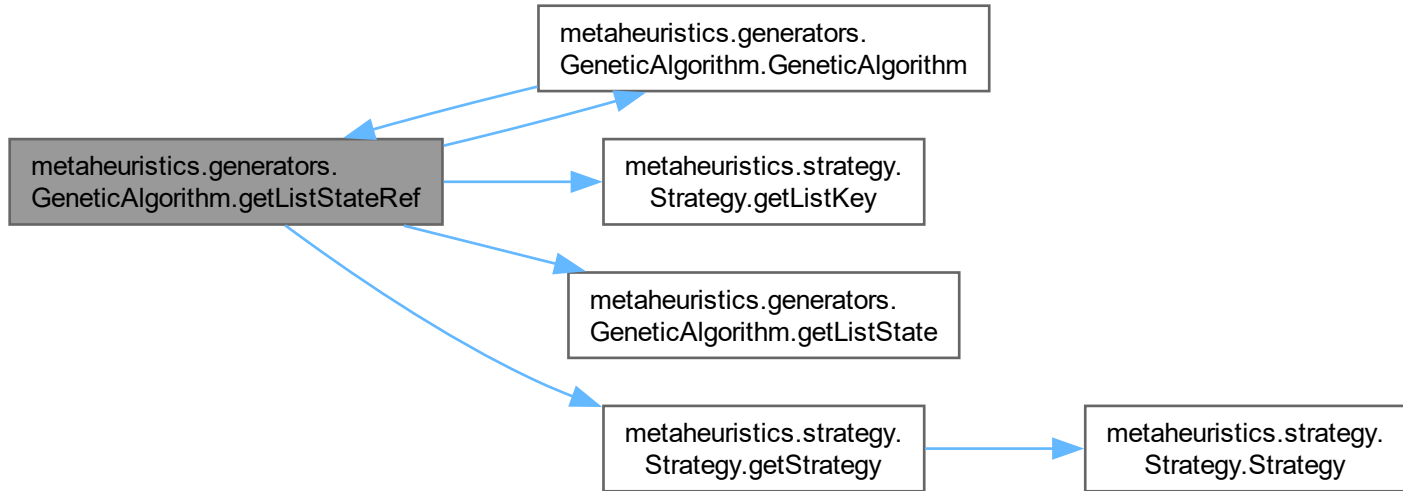 metaheuristics.generators.
GeneticAlgorithm.GeneticAlgorithm
metaheuristics.generators.
GeneticAlgorithm.getListStateRef
metaheuristics.strategy.
Strategy.getListKey
metaheuristics.generators.
GeneticAlgorithm.getListState
metaheuristics.strategy.
Strategy.getStrategy
metaheuristics.strategy.
Strategy.Strategy